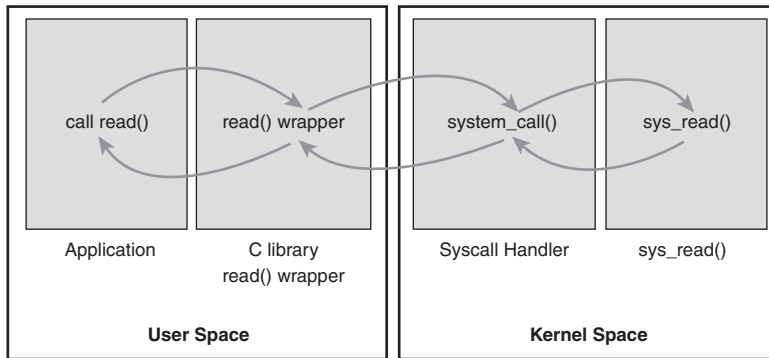 call read()
read() wrapper
system_call()
sys_read()
Application
C library
read() wrapper
Syscall Handler
sys_read()
User Space
Kernel Space